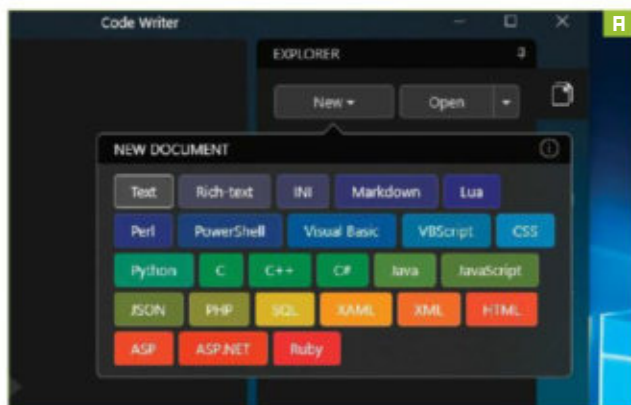 Code Writer
A
EXPLORER
New
Open
NEW DOCUMENT
Text Rich-text INI Markdown Lua
Perl PowerShell Visual Basic VBScript CSS
Python C C++ C# Java JavaScript
JSON PHP SQL XAML XML HTML
ASP ASP.NET Ruby